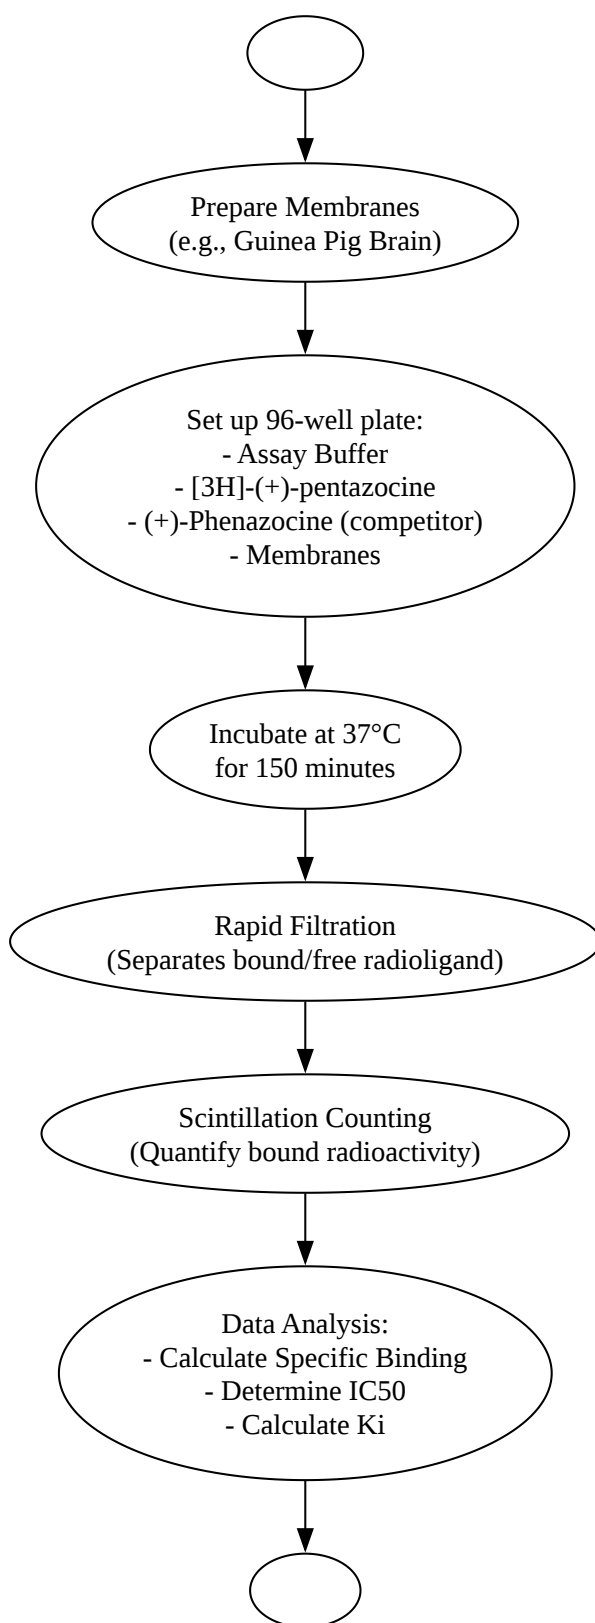 Prepare Membranes
(e.g., Guinea Pig Brain)
Set up 96-well plate:
- Assay Buffer
- [3H]-(+)-pentazocine
- (+)-Phenazocine (competitor)
- Membranes
Incubate at 37°C
for 150 minutes
Rapid Filtration
(Separates bound/free radioligand)
Scintillation Counting
(Quantify bound radioactivity)
Data Analysis:
- Calculate Specific Binding
- Determine IC50
- Calculate Ki